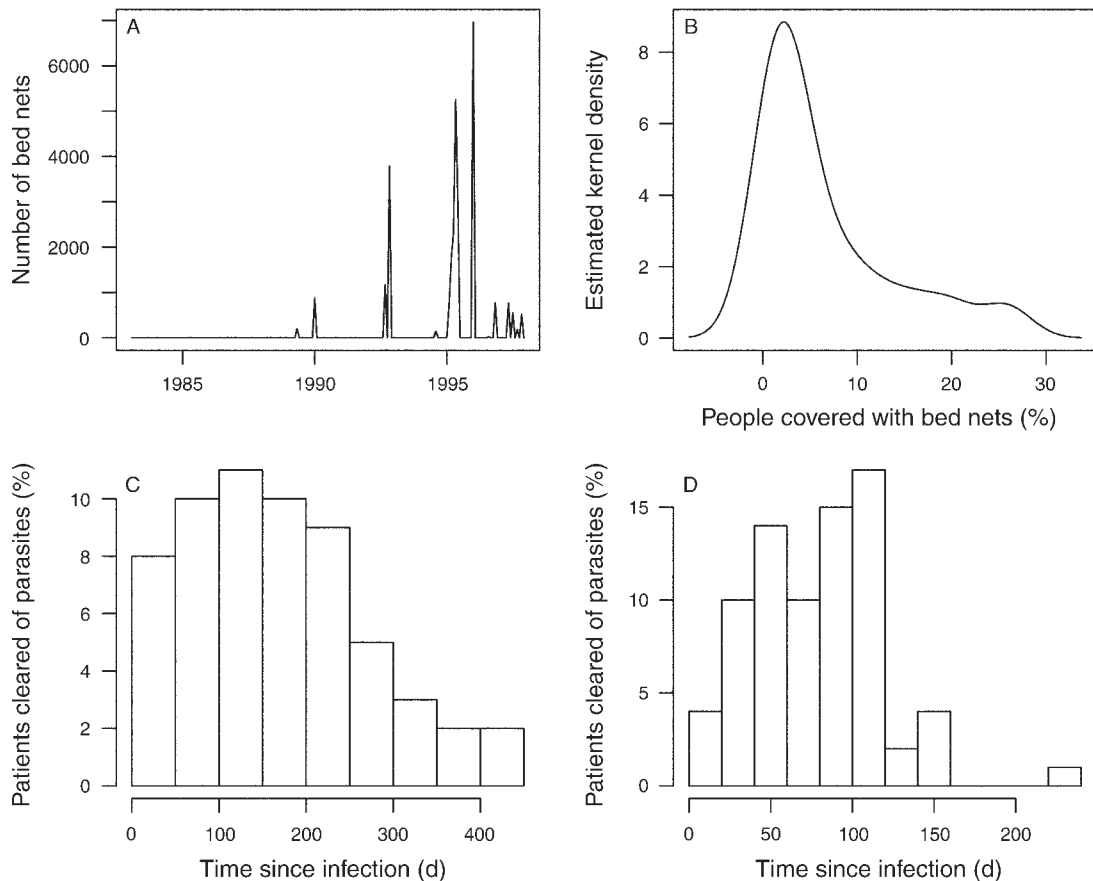 A
Number of bed nets
6000
4000
2000
0
1985 1990 1995
B
Estimated kernel density
8
6
4
2
0
0 10 20 30
People covered with bed nets (%)
C
Patients cleared of parasites (%)
10
8
6
4
2
0
0 100 200 300 400
Time since infection (d)
D
Patients cleared of parasites (%)
15
10
5
0
0 50 100 150 200
Time since infection (d)